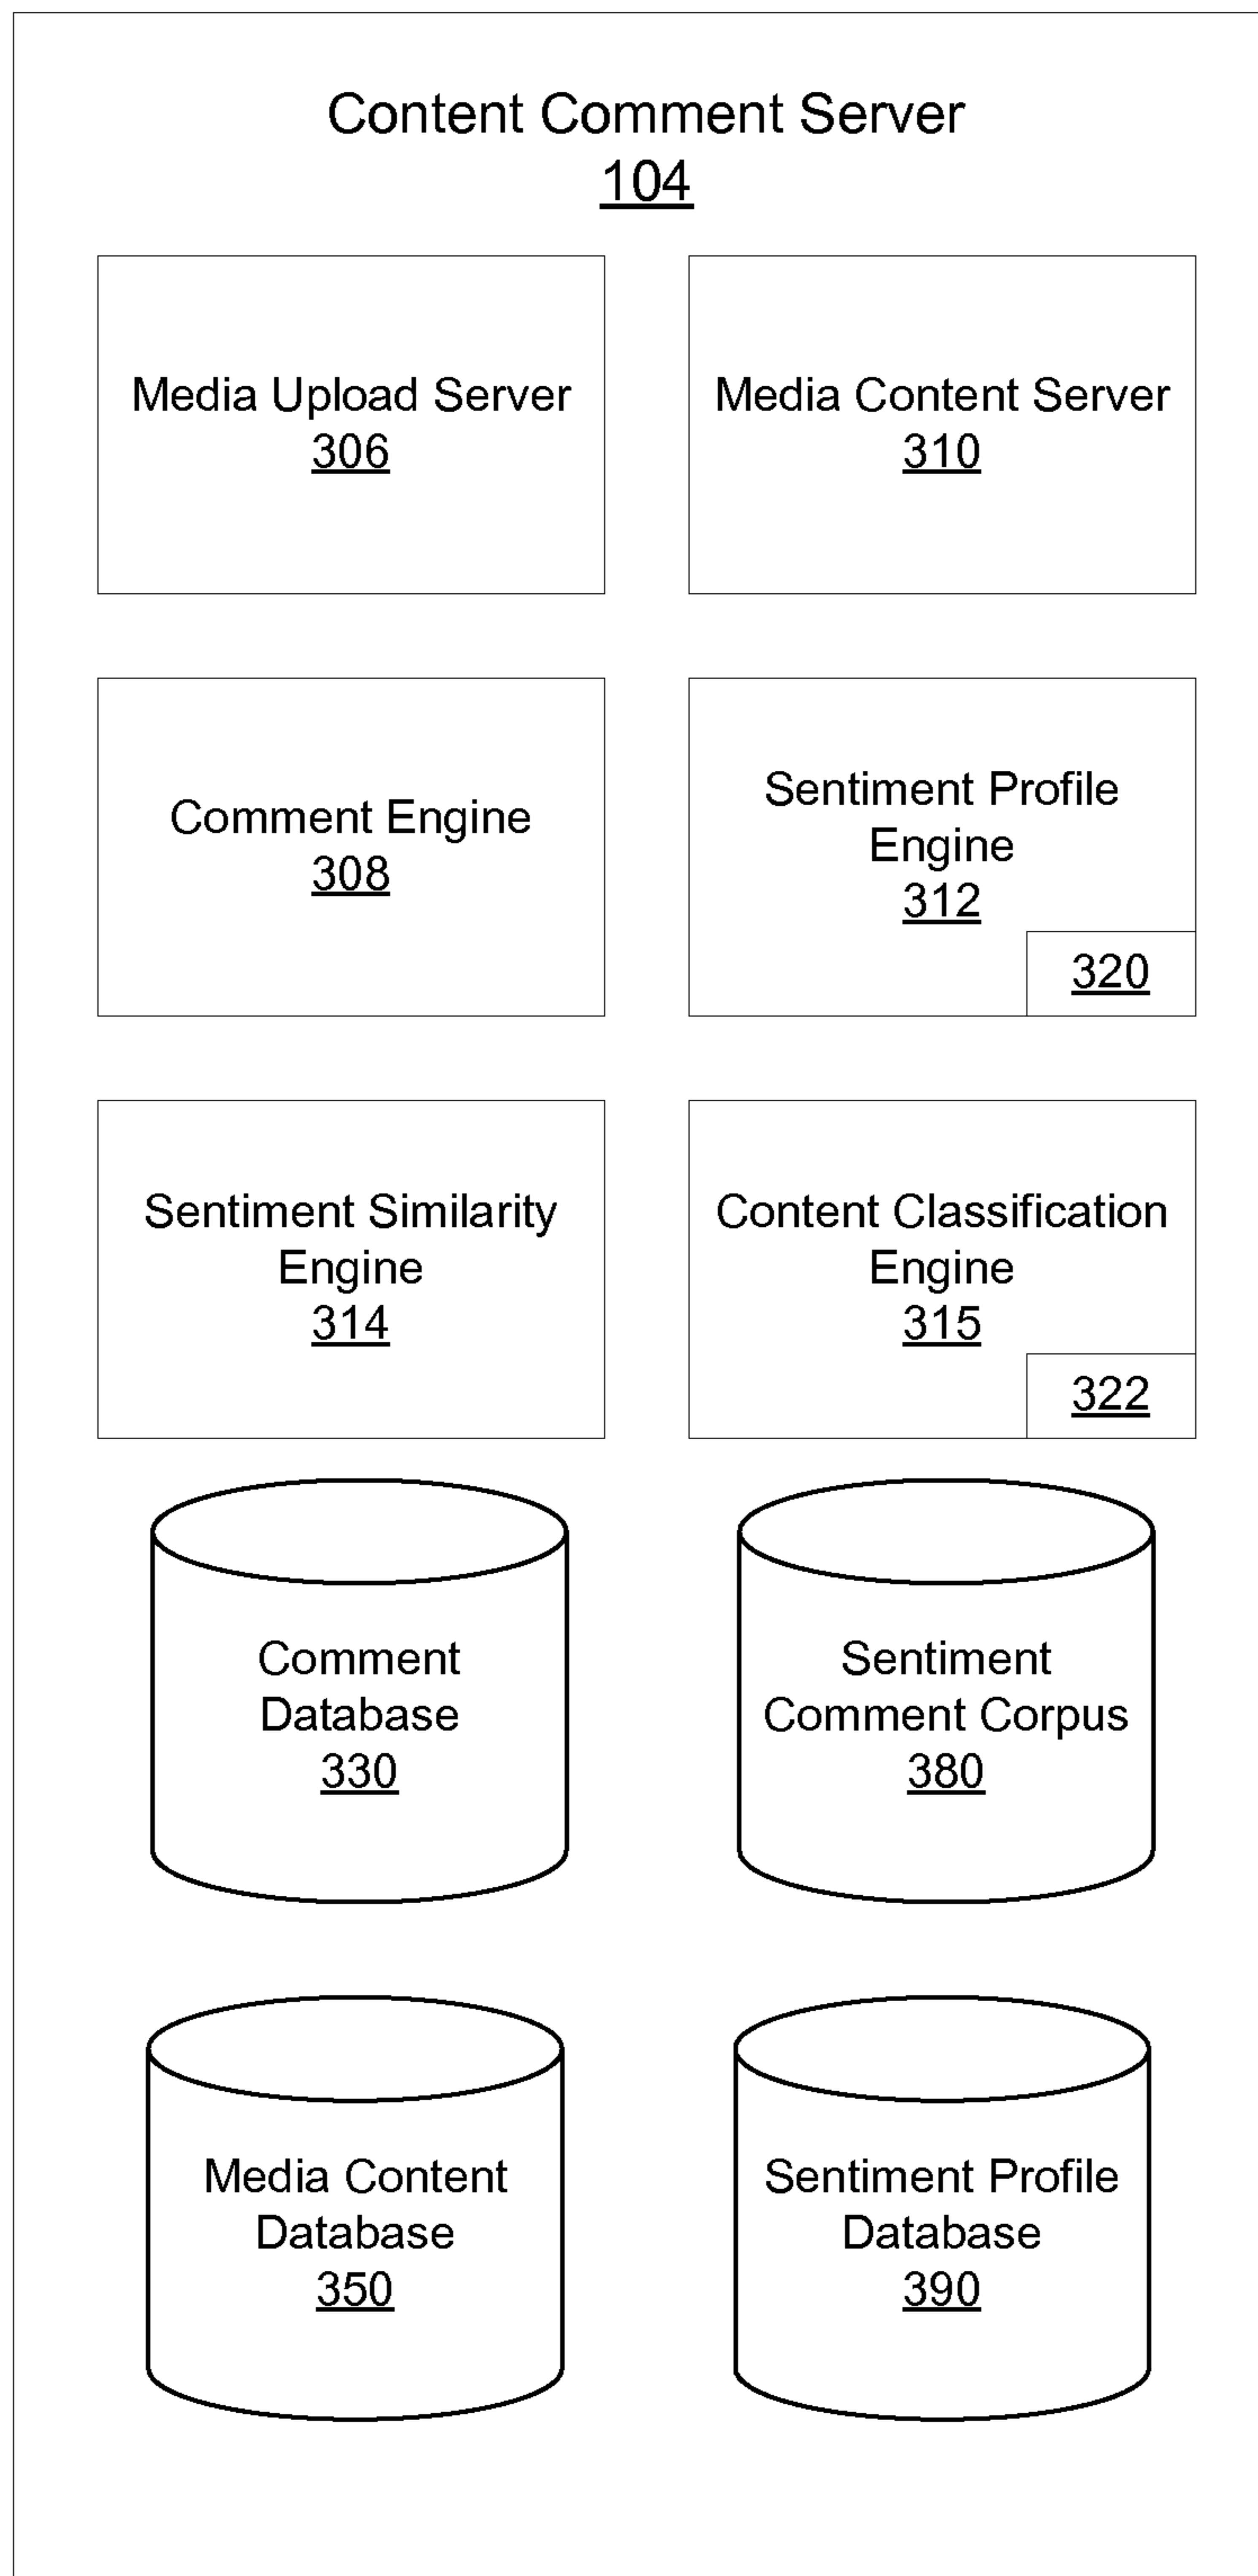 Content Comment Server
104
Media Upload Server
306
Media Content Server
310
Comment Engine
308
Sentiment Profile
Engine
312
320
Sentiment Similarity
Engine
314
Content Classification
Engine
315
322
Comment
Database
330
Sentiment
Comment Corpus
380
Media Content
Database
350
Sentiment Profile
Database
390